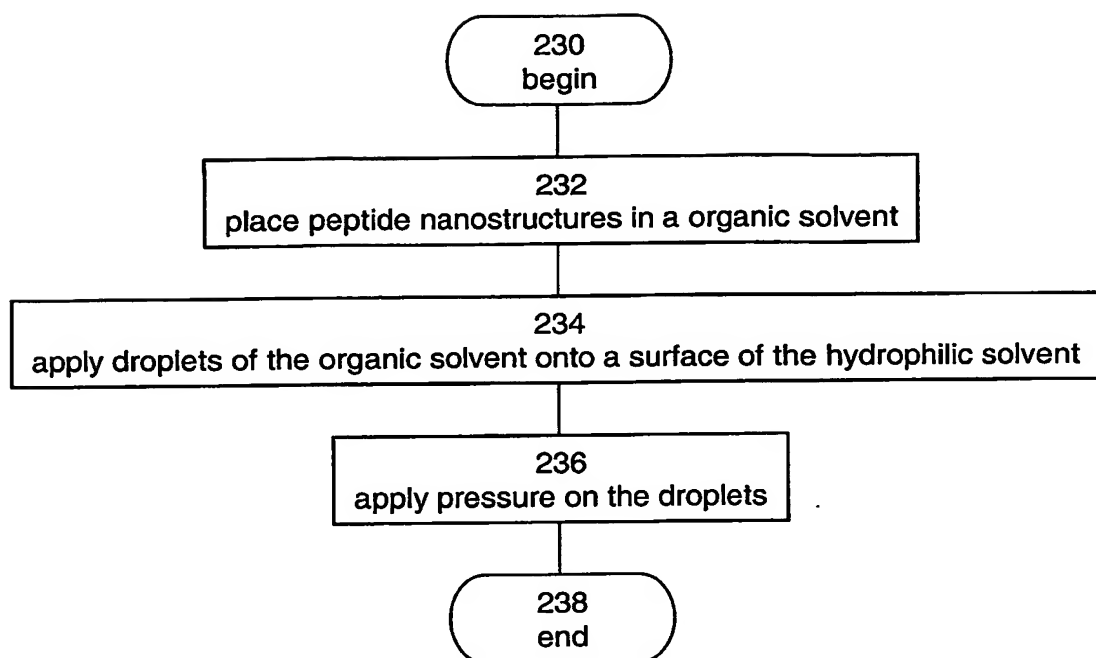 230
begin
232
place peptide nanostructures in a organic solvent
234
apply droplets of the organic solvent onto a surface of the hydrophilic solvent
236
apply pressure on the droplets
238
end